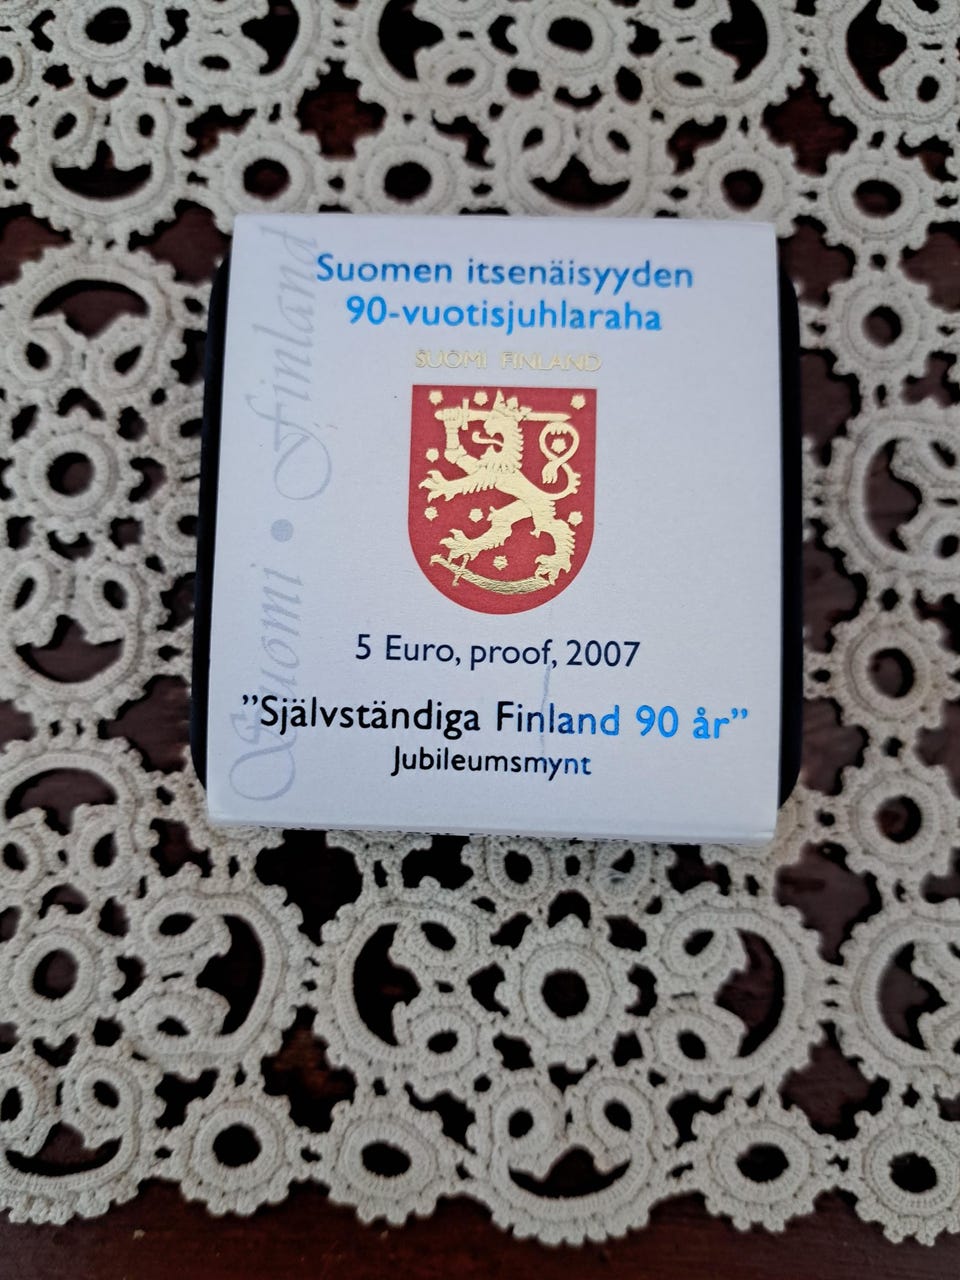 Suomi • Finland
Suomen itsenäisyyden
90-vuotisjuhlaraha
SUOMI FINLAND
5 Euro, proof, 2007
”Självständiga Finland 90 år”
Jubileumsmynt